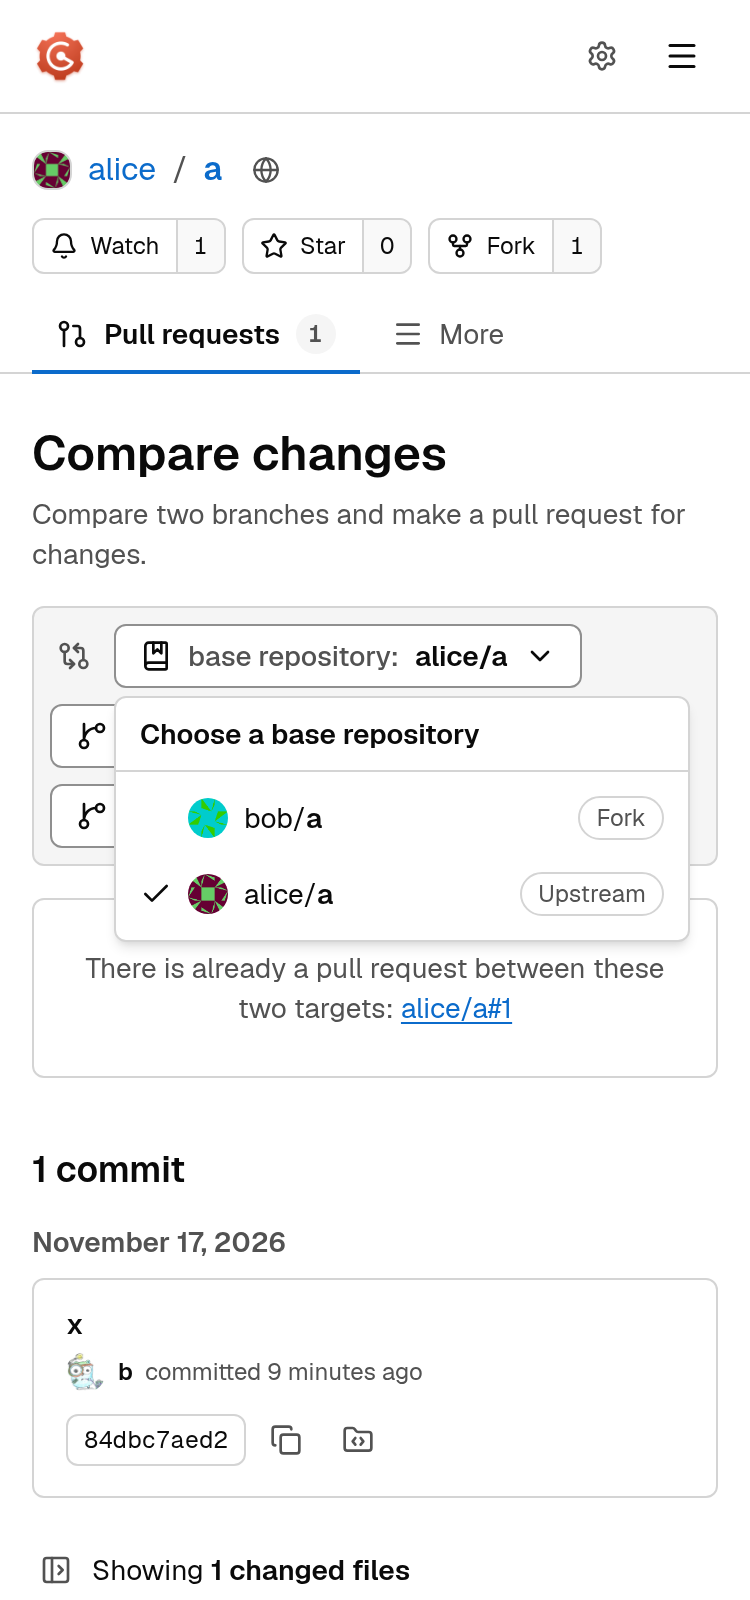 alice / a
Watch 1 Star 0 Fork 1
Pull requests 1 More
Compare changes
Compare two branches and make a pull request for
changes.
base repository: alice/a
Choose a base repository
bob/a Fork
alice/a Upstream
There is already a pull request between these
two targets: alice/a#1
1 commit
November 17, 2026
x
b committed 9 minutes ago
84dbc7aed2
Showing 1 changed files